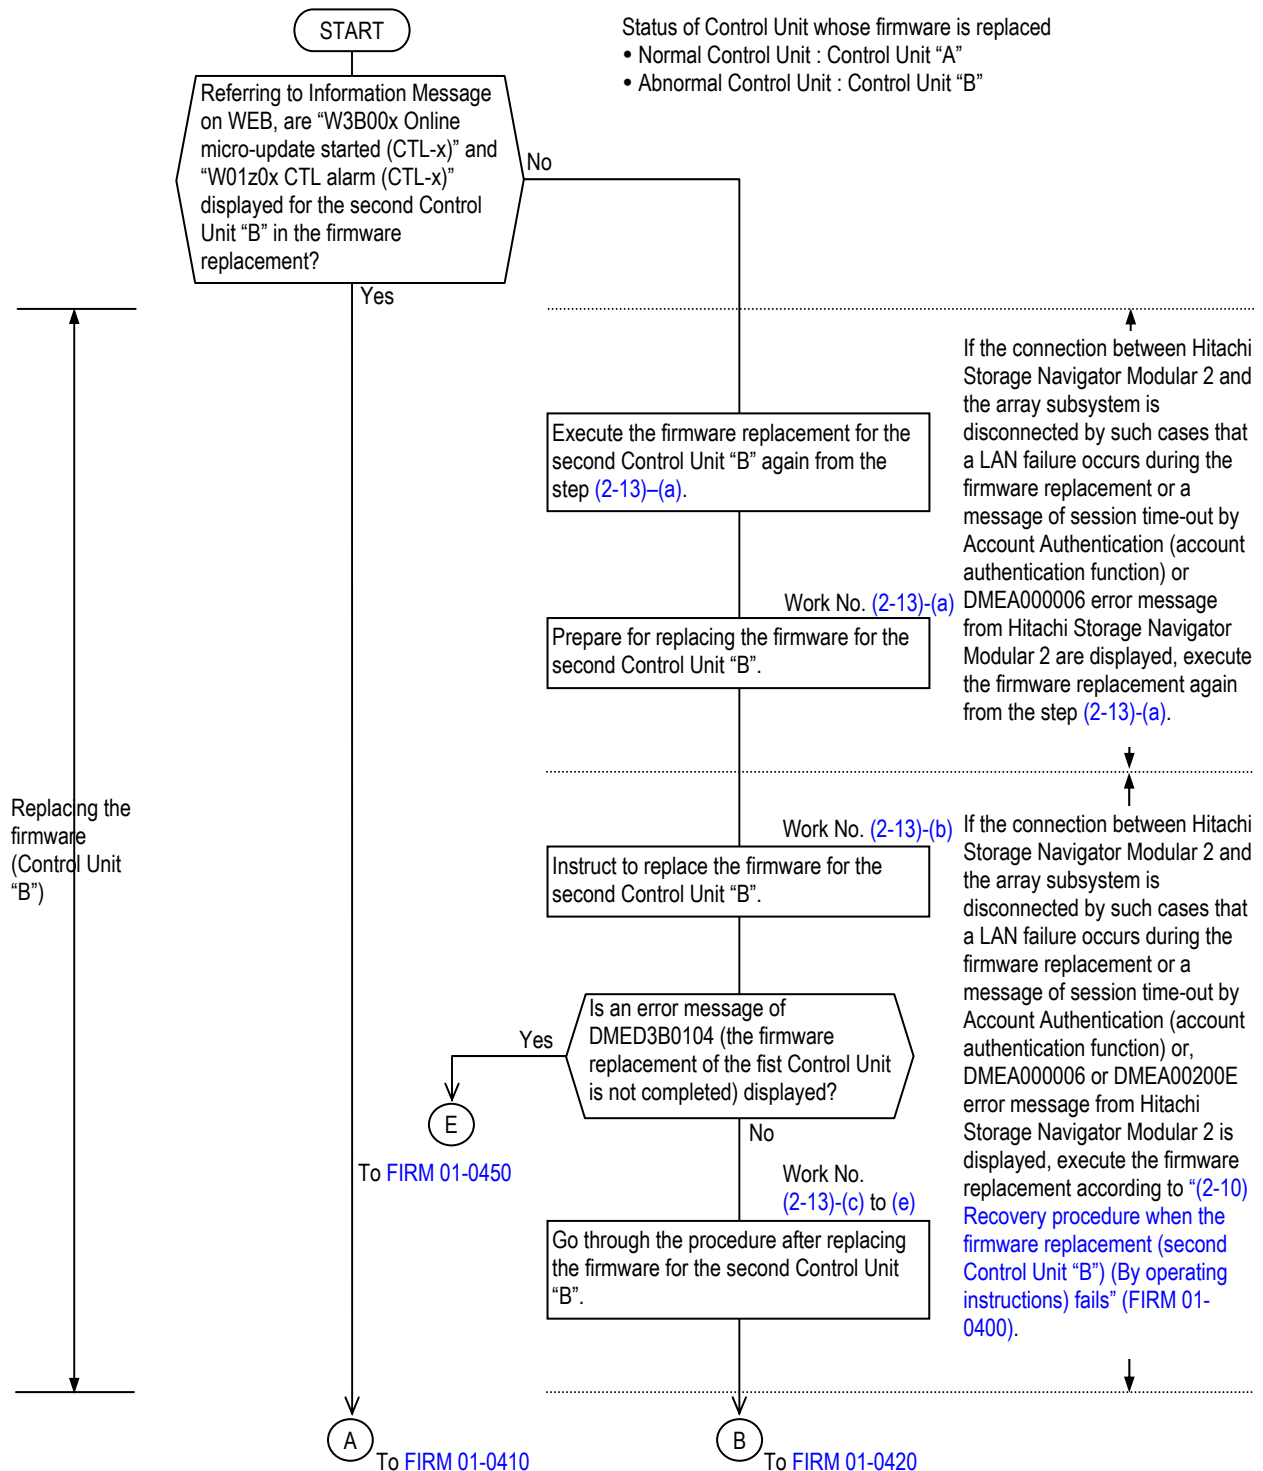 START
Status of Control Unit whose firmware is replaced
• Normal Control Unit : Control Unit “A”
• Abnormal Control Unit : Control Unit “B”
Referring to Information Message
on WEB, are “W3B00x Online
micro-update started (CTL-x)” and
“W01z0x CTL alarm (CTL-x)”
displayed for the second Control
Unit “B” in the firmware
replacement?
No
Yes
If the connection between Hitachi
Storage Navigator Modular 2 and
the array subsystem is
disconnected by such cases that
a LAN failure occurs during the
firmware replacement or a
message of session time-out by
Account Authentication (account
authentication function) or
DMEA000006 error message
from Hitachi Storage Navigator
Modular 2 are displayed, execute
the firmware replacement again
from the step (2-13)-(a).
Execute the firmware replacement for the
second Control Unit “B” again from the
step (2-13)–(a).
Work No. (2-13)-(a)
Prepare for replacing the firmware for the
second Control Unit “B”.
Replacing the
firmware
(Control Unit
“B”)
Work No. (2-13)-(b)
Instruct to replace the firmware for the
second Control Unit “B”.
If the connection between Hitachi
Storage Navigator Modular 2 and
the array subsystem is
disconnected by such cases that
a LAN failure occurs during the
firmware replacement or a
message of session time-out by
Account Authentication (account
authentication function) or,
DMEA000006 or DMEA00200E
error message from Hitachi
Storage Navigator Modular 2 is
displayed, execute the firmware
replacement according to “(2-10)
Recovery procedure when the
firmware replacement (second
Control Unit “B”) (By operating
instructions) fails” (FIRM 01-
0400).
Is an error message of
DMED3B0104 (the firmware
replacement of the fist Control Unit
is not completed) displayed?
Yes
E
To FIRM 01-0450
No
Work No.
(2-13)-(c) to (e)
Go through the procedure after replacing
the firmware for the second Control Unit
“B”.
A
To FIRM 01-0410
B
To FIRM 01-0420